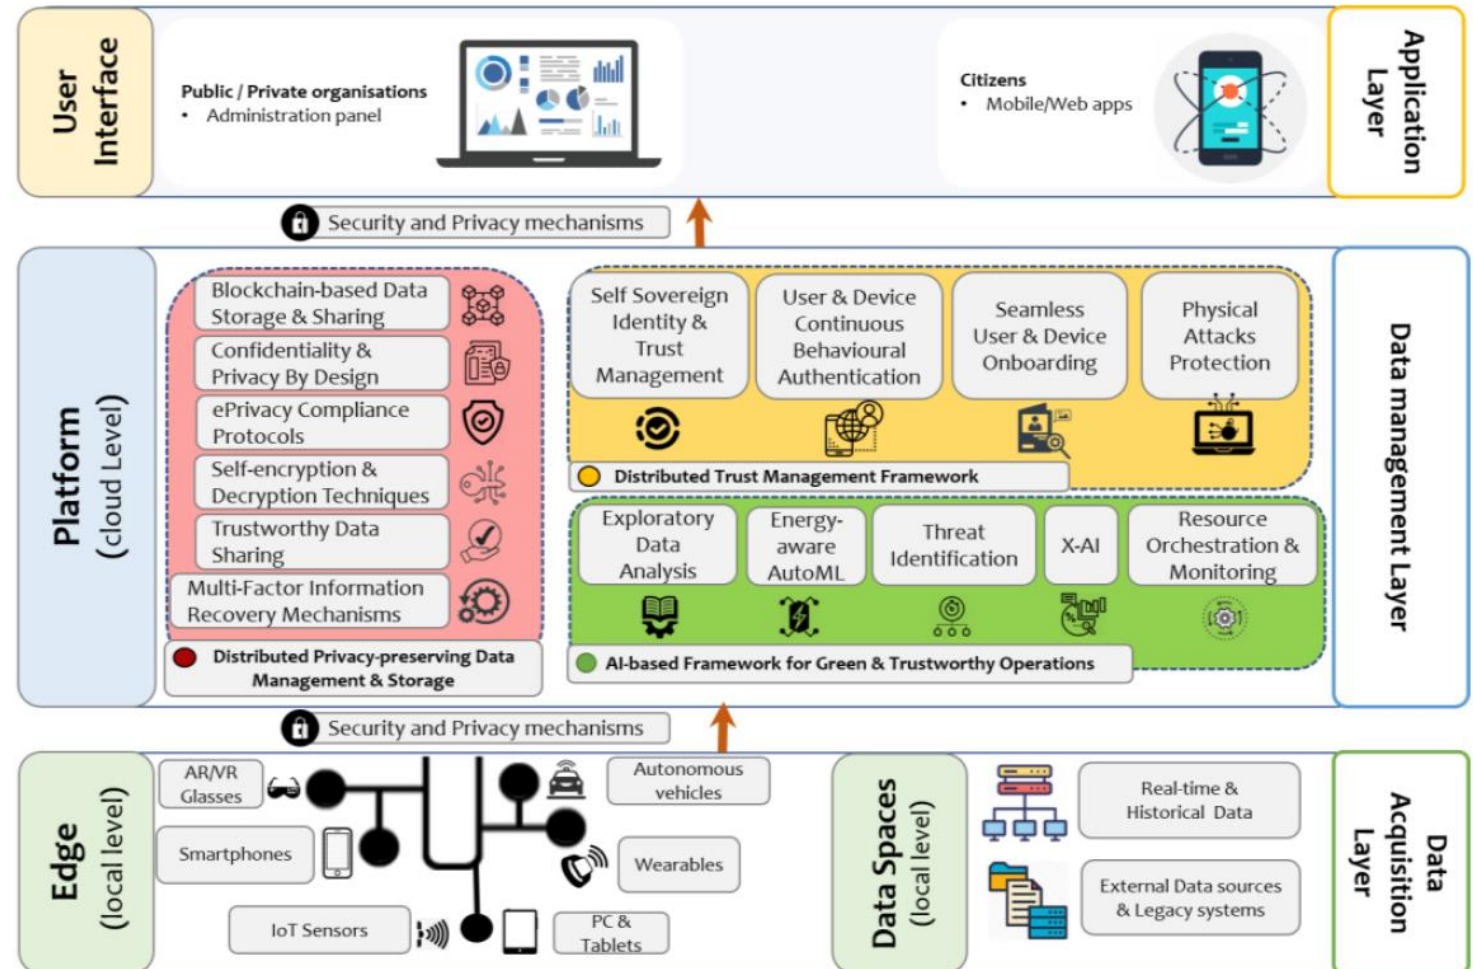 User
Interface
Public / Private organisations
• Administration panel
Citizens
• Mobile/Web apps
Application
Layer
Security and Privacy mechanisms
Platform
(cloud Level)
Blockchain-based Data
Storage & Sharing
Confidentiality &
Privacy By Design
ePrivacy Compliance
Protocols
Self-encryption &
Decryption Techniques
Trustworthy Data
Sharing
Multi-Factor Information
Recovery Mechanisms
Distributed Privacy-preserving Data
Management & Storage
Self Sovereign
Identity &
Trust
Management
User & Device
Continuous
Behavioural
Authentication
Seamless
User & Device
Onboarding
Physical
Attacks
Protection
Distributed Trust Management Framework
Exploratory
Data
Analysis
Energy-
aware
AutoML
Threat
Identification
X-AI
Resource
Orchestration &
Monitoring
AI-based Framework for Green & Trustworthy Operations
Data management Layer
Security and Privacy mechanisms
Edge
(local level)
AR/VR
Glasses
Smartphones
IoT Sensors
Autonomous
vehicles
Wearables
PC &
Tablets
Data Spaces
(local level)
Real-time &
Historical Data
External Data sources
& Legacy systems
Data
Acquisition
Layer